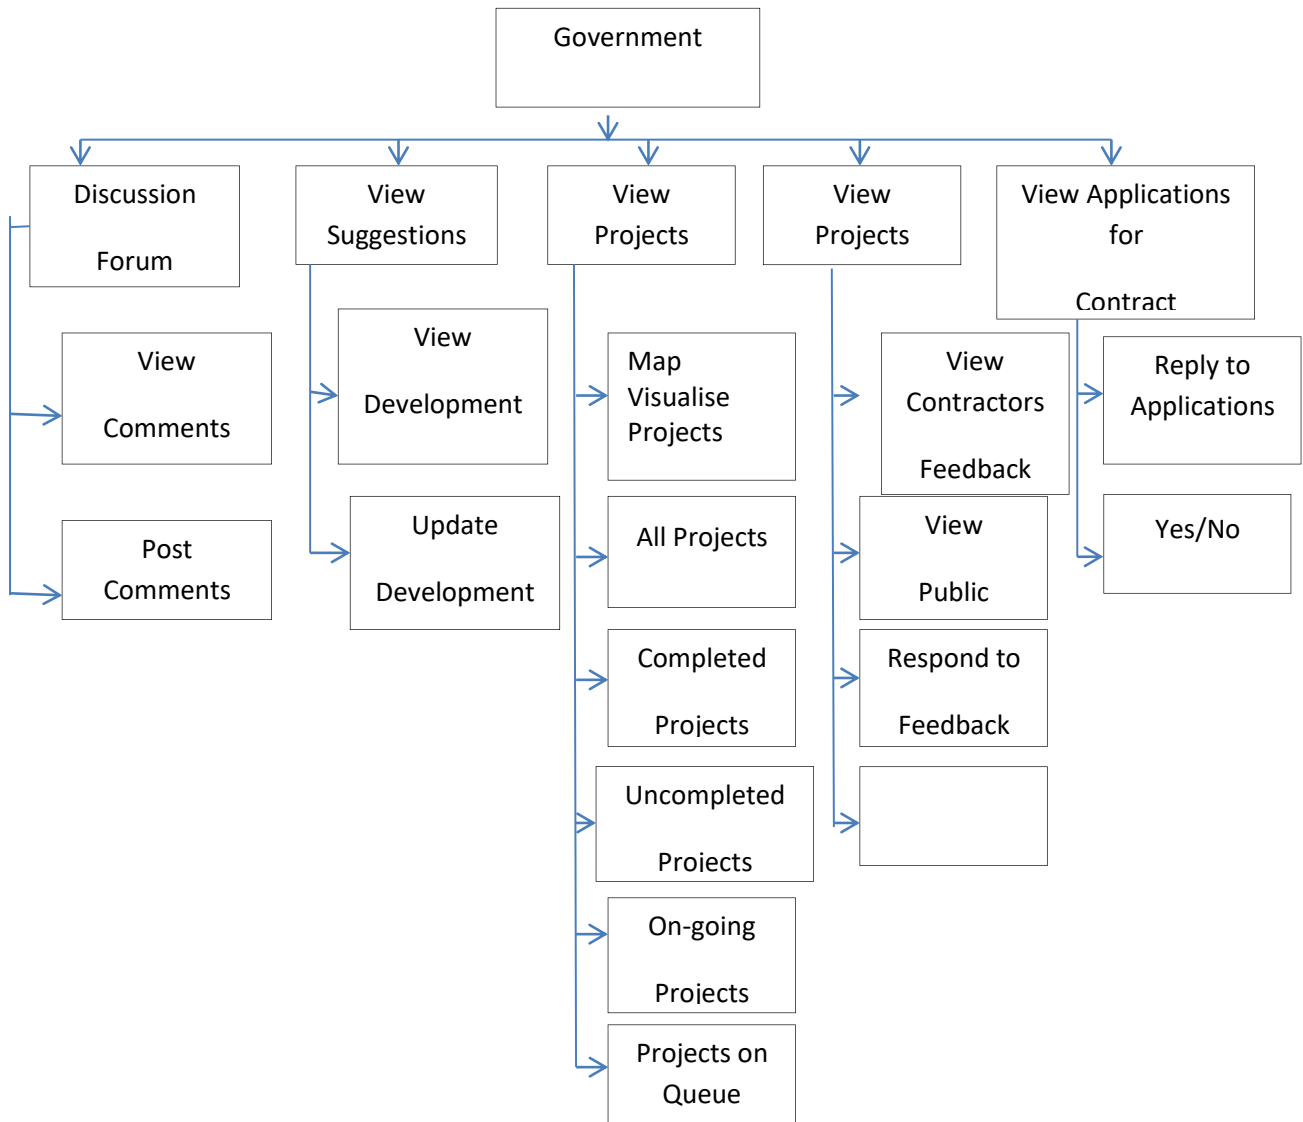 Government
Discussion
Forum
View
Suggestions
View
Projects
View
Projects
View Applications
for
Contract
View
Comments
Post
Comments
View
Development
Update
Development
Map
Visualise
Projects
All Projects
Completed
Projects
Uncompleted
Projects
On-going
Projects
Projects on
Queue
View
Contractors
Feedback
View
Public
Respond to
Feedback
Reply to
Applications
Yes/No